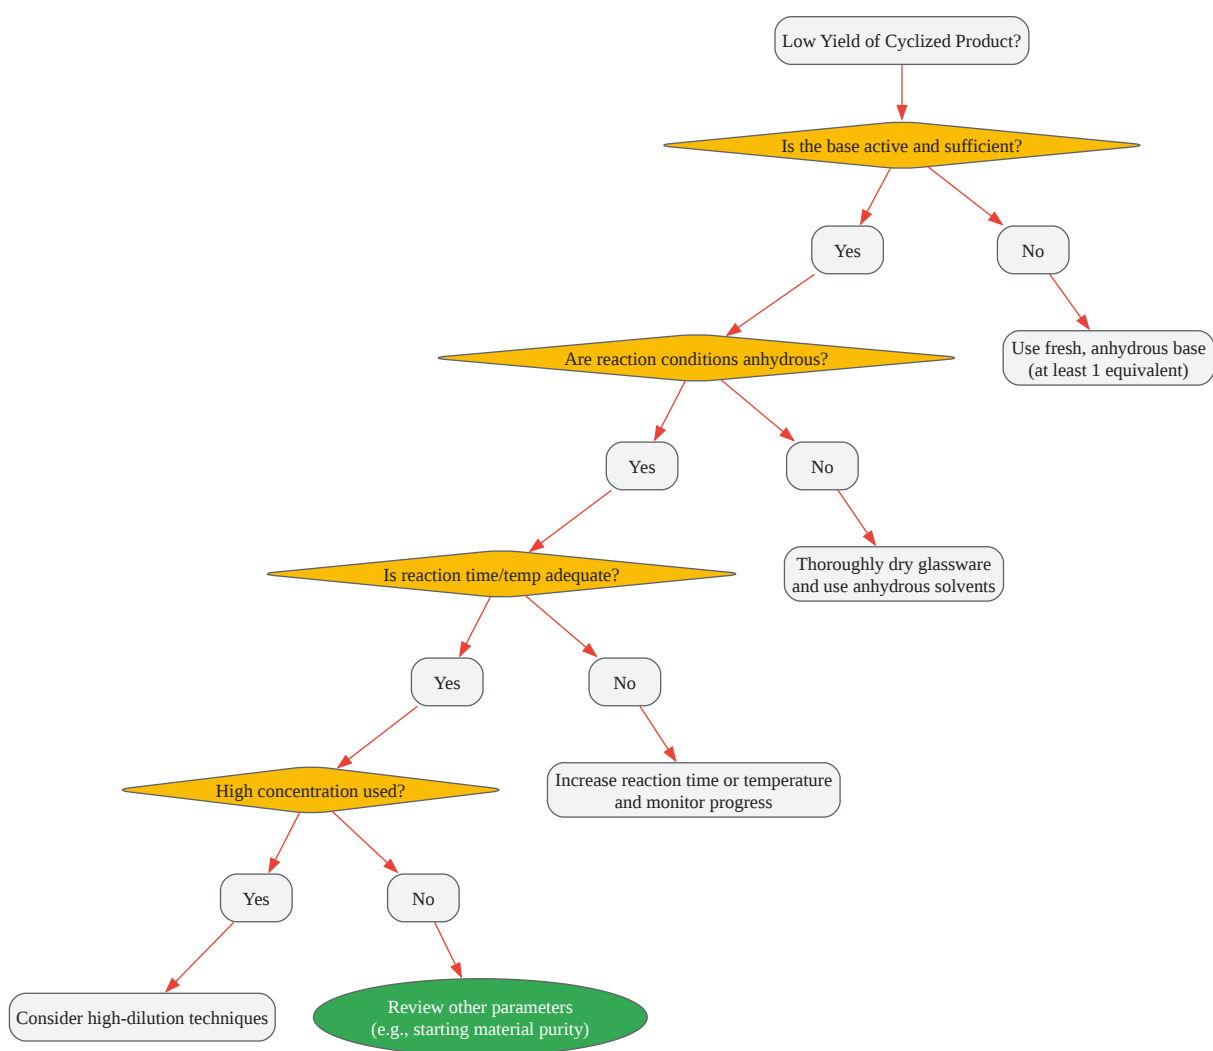 Low Yield of Cyclized Product?
Is the base active and sufficient?
Yes
No
Use fresh, anhydrous base
(at least 1 equivalent)
Are reaction conditions anhydrous?
Yes
No
Thoroughly dry glassware
and use anhydrous solvents
Is reaction time/temp adequate?
Yes
No
Increase reaction time or temperature
and monitor progress
High concentration used?
Yes
No
Consider high-dilution techniques
Review other parameters
(e.g., starting material purity)